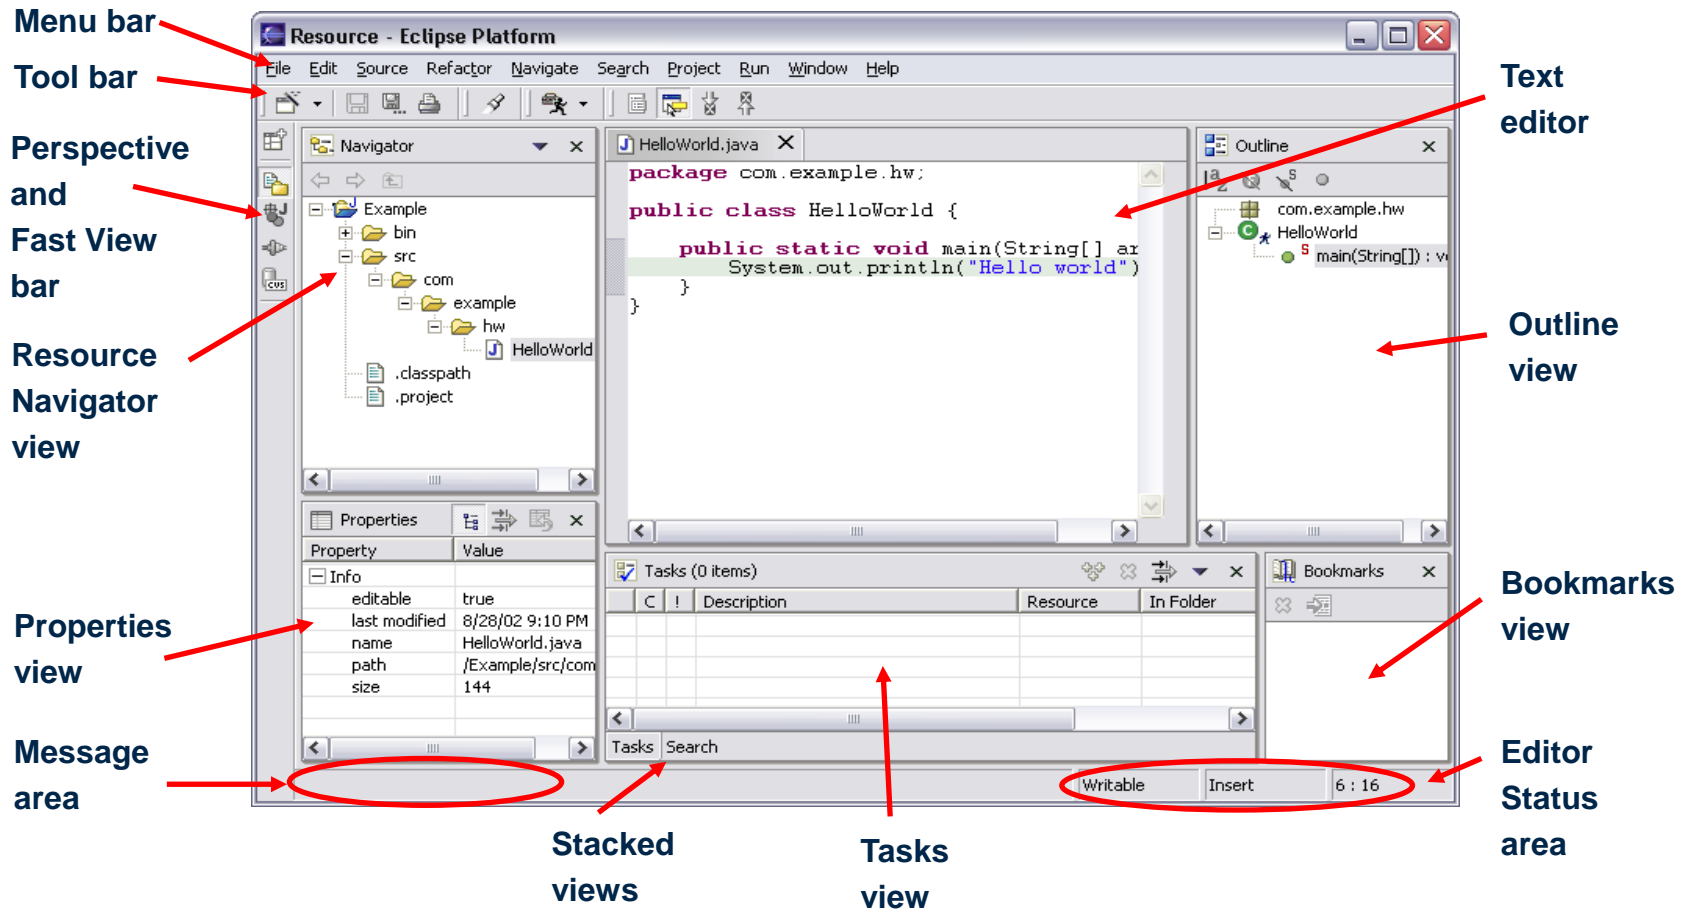 Menu bar
Tool bar
Perspective
and
Fast View
bar
Resource
Navigator
view
Properties
view
Message
area
Resource - Eclipse Platform
File Edit Source Refactor Navigate Search Project Run Window Help
Navigator
Example
bin
src
com
example
hw
HelloWorld
.classpath
.project
Properties
Property Value
Info
editable true
last modified 8/28/02 9:10 PM
name HelloWorld.java
path /Example/src/com
size 144
HelloWorld.java
package com.example.hw;
public class HelloWorld {
public static void main(String[] ar
System.out.println("Hello world")
}
}
Outline
com.example.hw
HelloWorld
main(String[]) : v
Tasks (0 items)
C ! Description Resource In Folder
Tasks Search
Bookmarks
Writable Insert 6 : 16
Text
editor
Outline
view
Bookmarks
view
Editor
Status
area
Stacked
views
Tasks
view